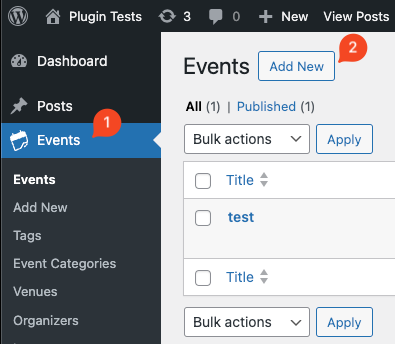 Plugin Tests 3 0 New View Posts
Dashboard
Posts
Events 1
Events
Add New
Tags
Event Categories
Venues
Organizers
Events Add New 2
All (1) | Published (1)
Bulk actions Apply
Title
test
Title
Bulk actions Apply